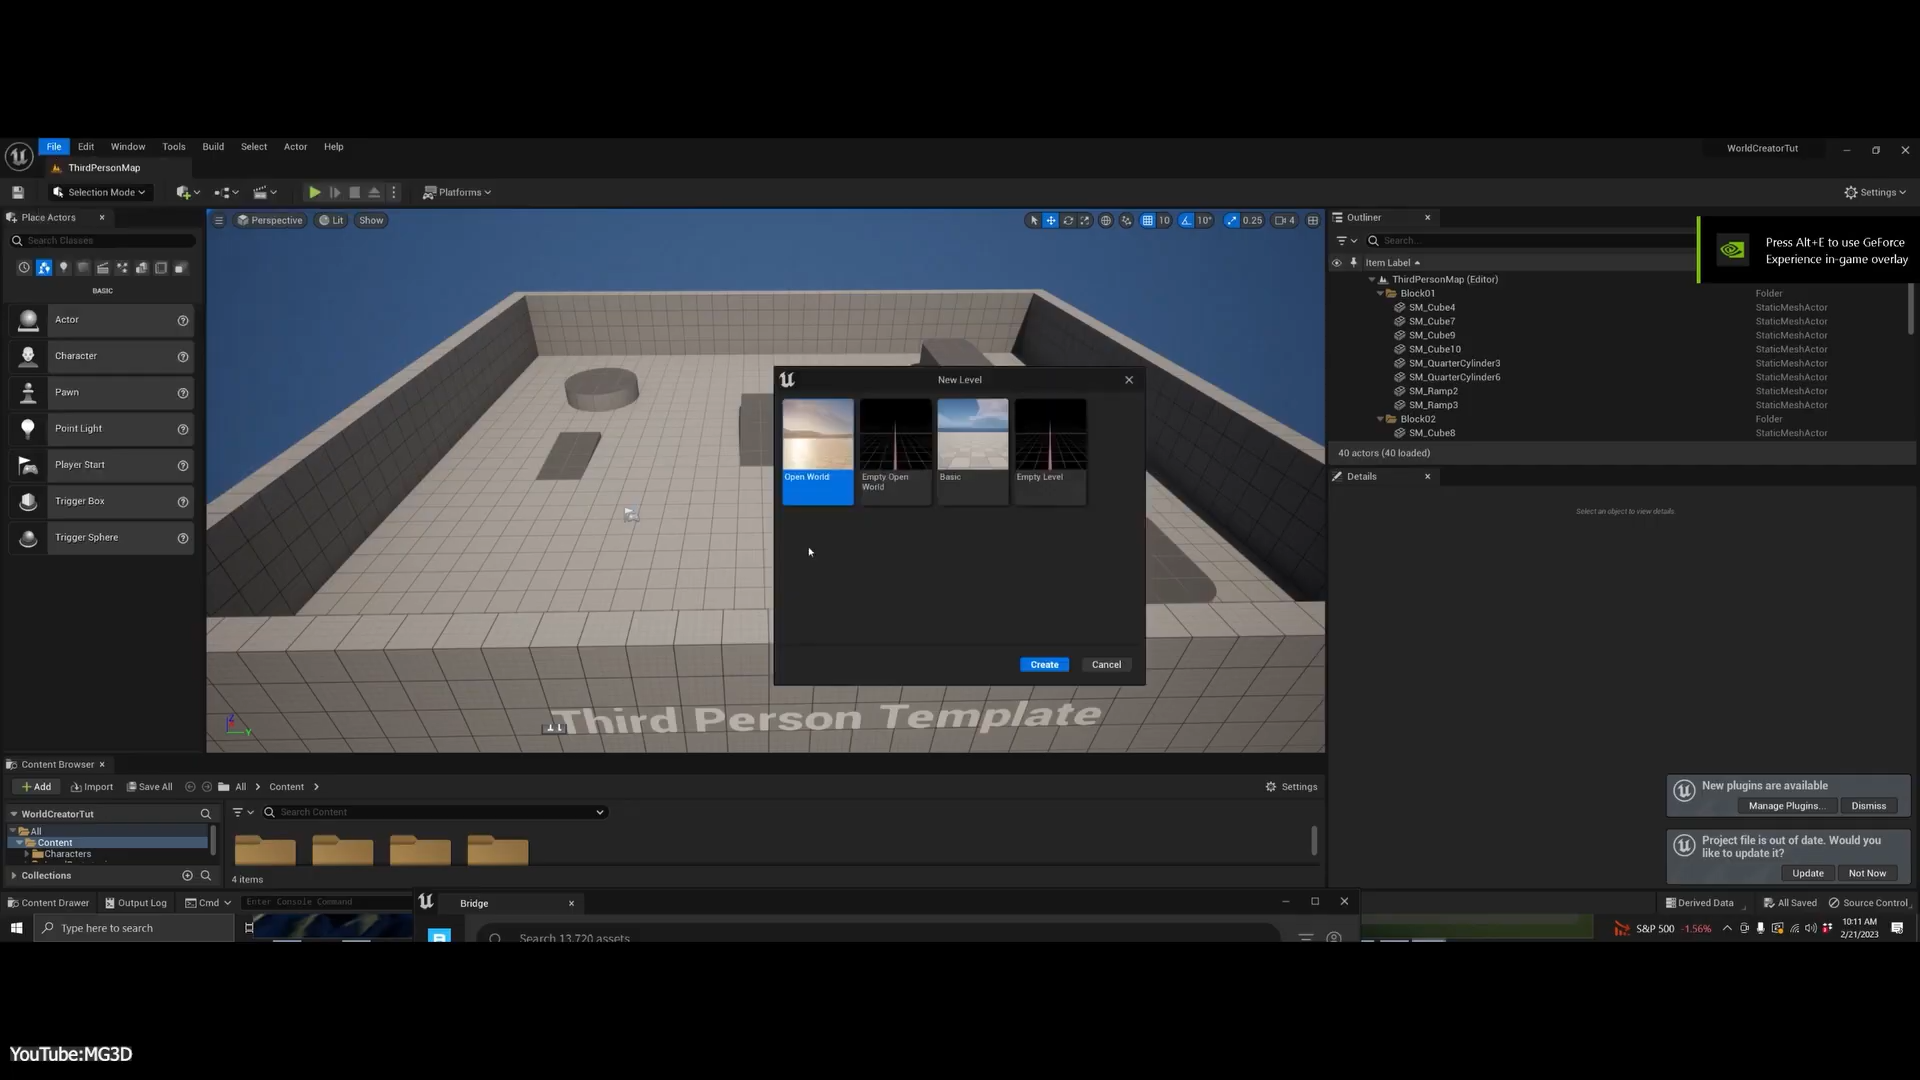 File Edit Window Tools Build Select Actor Help
WorldCreatorTut
ThirdPersonMap
Selection Mode
Platforms
Settings
Place Actors
Search Classes
BASIC
Actor
Character
Pawn
Point Light
Player Start
Trigger Box
Trigger Sphere
Perspective Lit Show
10 10° 0.25 4
New Level
Open World
Empty Open
World
Basic
Empty Level
Create Cancel
Third Person Template
Outliner
Search...
Item Label
ThirdPersonMap (Editor)
Block01 Folder
SM_Cube4 StaticMeshActor
SM_Cube7 StaticMeshActor
SM_Cube9 StaticMeshActor
SM_Cube10 StaticMeshActor
SM_QuarterCylinder3 StaticMeshActor
SM_QuarterCylinder6 StaticMeshActor
SM_Ramp2 StaticMeshActor
SM_Ramp3 StaticMeshActor
Block02 Folder
SM_Cube8 StaticMeshActor
40 actors (40 loaded)
Press Alt+E to use GeForce
Experience in-game overlay
Details
Select an object to view details.
Content Browser
Add Import Save All All Content
Settings
WorldCreatorTut
Search Content
All
Content
Characters
Collections
4 items
New plugins are available
Manage Plugins... Dismiss
Project file is out of date. Would you
like to update it?
Update Not Now
Content Drawer Output Log Cmd Enter Console Command
Bridge
Search 13,720 assets
Derived Data All Saved Source Control
Type here to search
S&P 500 -1.56%
10:11 AM
2/21/2023
YouTube:MG3D